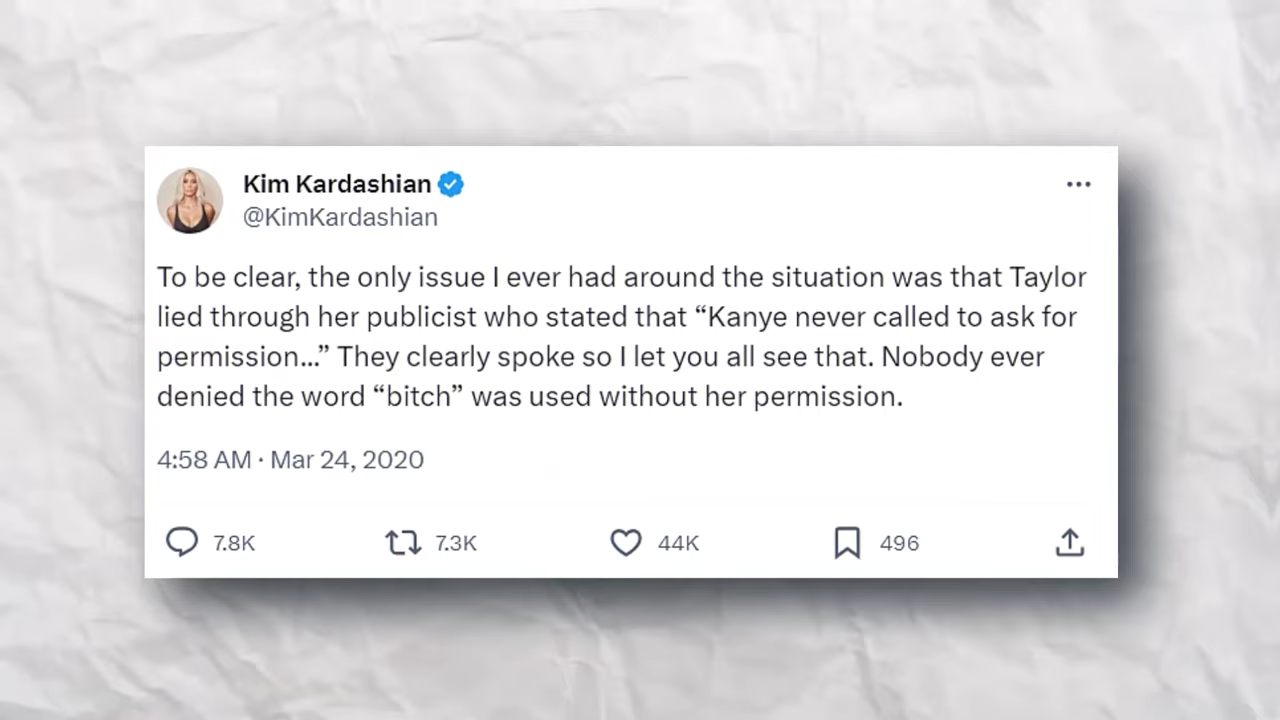 Kim Kardashian
@KimKardashian
To be clear, the only issue I ever had around the situation was that Taylor
lied through her publicist who stated that “Kanye never called to ask for
permission...” They clearly spoke so I let you all see that. Nobody ever
denied the word “bitch” was used without her permission.
4:58 AM · Mar 24, 2020
7.8K 7.3K 44K 496